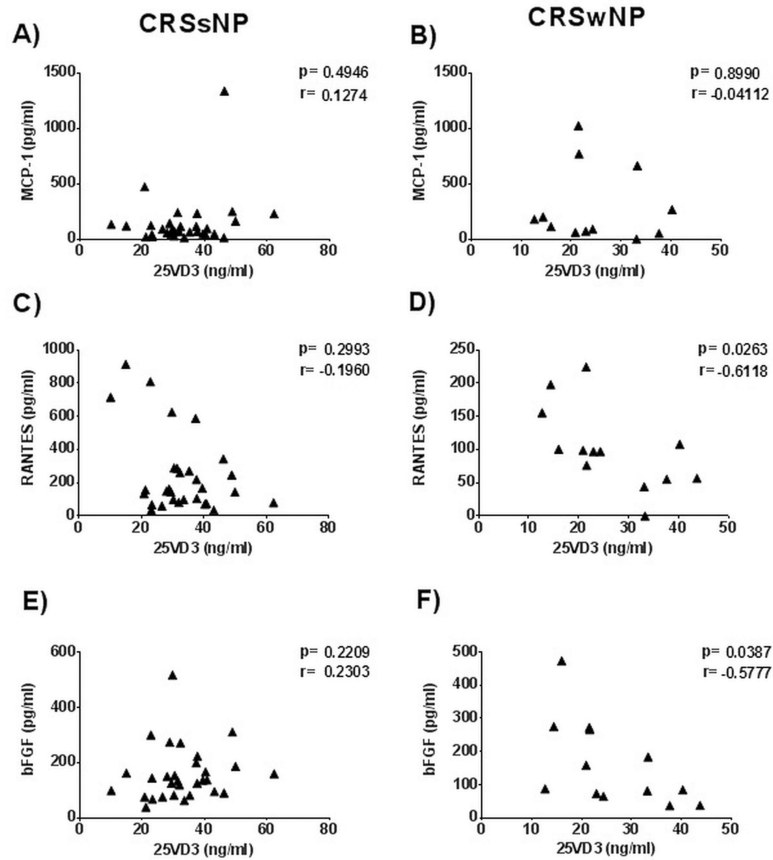 CRSsNP
CRSwNP
A)
p= 0.4946
r= 0.1274
MCP-1 (pg/ml)
1500
1000
500
0
0 20 40 60 80
25VD3 (ng/ml)
B)
p= 0.8990
r= -0.04112
MCP-1 (pg/ml)
1500
1000
500
0
0 10 20 30 40 50
25VD3 (ng/ml)
C)
p= 0.2993
r= -0.1960
RANTES (pg/ml)
1000
800
600
400
200
0
0 20 40 60 80
25VD3 (ng/ml)
D)
p= 0.0263
r= -0.6118
RANTES (pg/ml)
250
200
150
100
50
0
0 10 20 30 40 50
25VD3 (ng/ml)
E)
p= 0.2209
r= 0.2303
bFGF (pg/ml)
600
400
200
0
0 20 40 60 80
25VD3 (ng/ml)
F)
p= 0.0387
r= -0.5777
bFGF (pg/ml)
500
400
300
200
100
0
0 10 20 30 40 50
25VD3 (ng/ml)